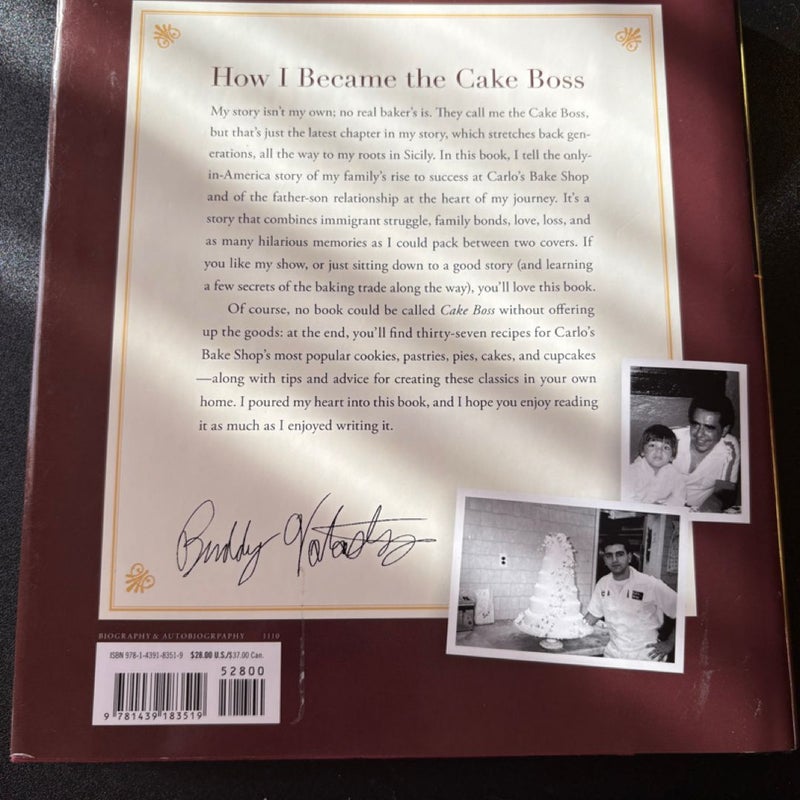 How I Became the Cake Boss
My story isn't my own; no real baker's is. They call me the Cake Boss,
but that's just the latest chapter in my story, which stretches back gen-
erations, all the way to my roots in Sicily. In this book, I tell the only-
in-America story of my family's rise to success at Carlo's Bake Shop
and of the father-son relationship at the heart of my journey. It's a
story that combines immigrant struggle, family bonds, love, loss, and
as many hilarious memories as I could pack between two covers. If
you like my show, or just sitting down to a good story (and learning
a few secrets of the baking trade along the way), you'll love this book.
Of course, no book could be called Cake Boss without offering
up the goods: at the end, you'll find thirty-seven recipes for Carlo's
Bake Shop's most popular cookies, pastries, pies, cakes, and cupcakes
—along with tips and advice for creating these classics in your own
home. I poured my heart into this book, and I hope you enjoy reading
it as much as I enjoyed writing it.
Buddy Valastro
BIOGRAPHY & AUTOBIOGRPAPHY 1110
ISBN 978-1-4391-8351-9 $28.00 U.S./$37.00 Can.
52800
9 781439 183519